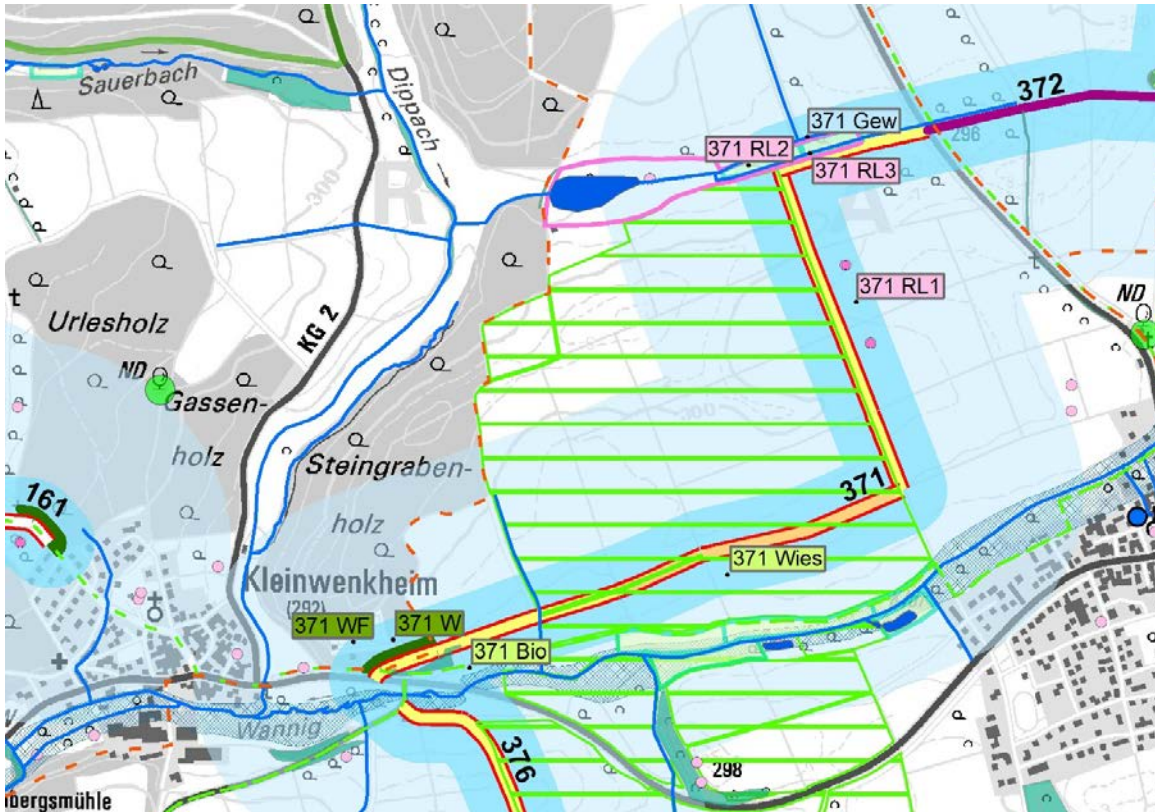 Sauerbach
Dippach
372
371 Gew
296
371 RL2
371 RL3
R
A
300
371 RL1
ND
Urlesholz
KG 2
ND
Gassen-
holz
300
Steingraben-
holz
371
161
371 Wies
Kleinwenkheim
(292)
371 WF
371 W
371 Bio
Wannig
376
298
bergsmühle